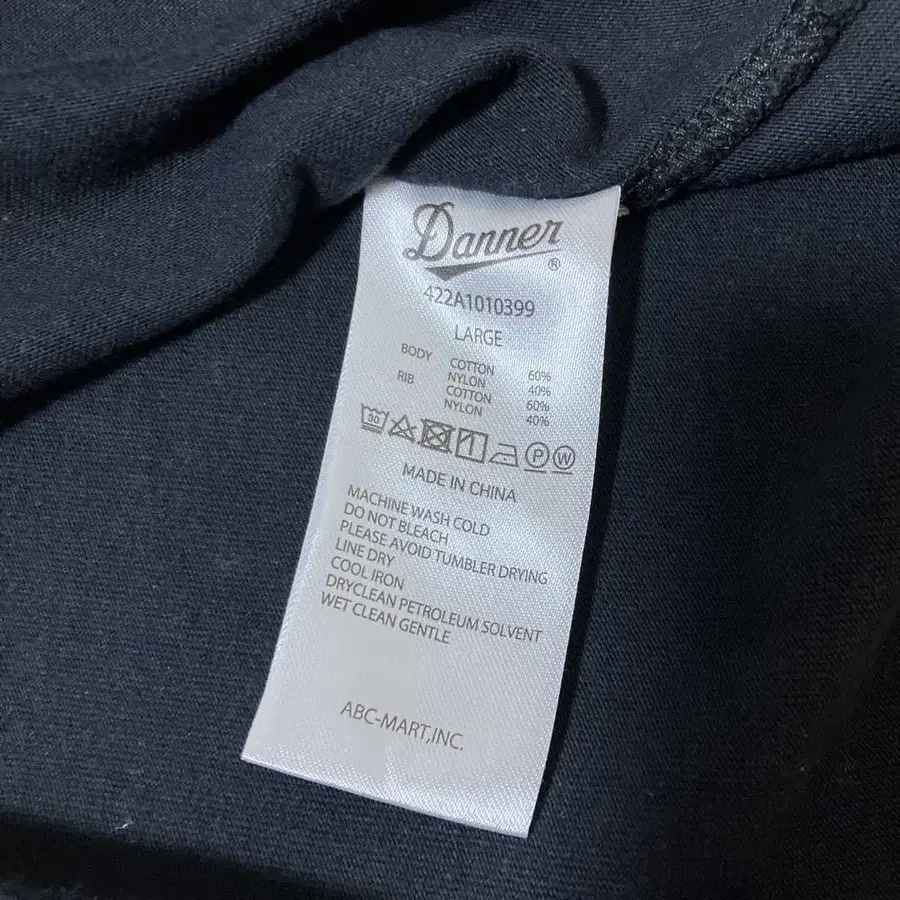 Danner®
422A1010399
LARGE
BODY COTTON 60%
NYLON 40%
RIB COTTON 60%
NYLON 40%
30 P W
MADE IN CHINA
MACHINE WASH COLD
DO NOT BLEACH
PLEASE AVOID TUMBLER DRYING
LINE DRY
COOL IRON
DRYCLEAN PETROLEUM SOLVENT
WET CLEAN GENTLE
ABC-MART,INC.